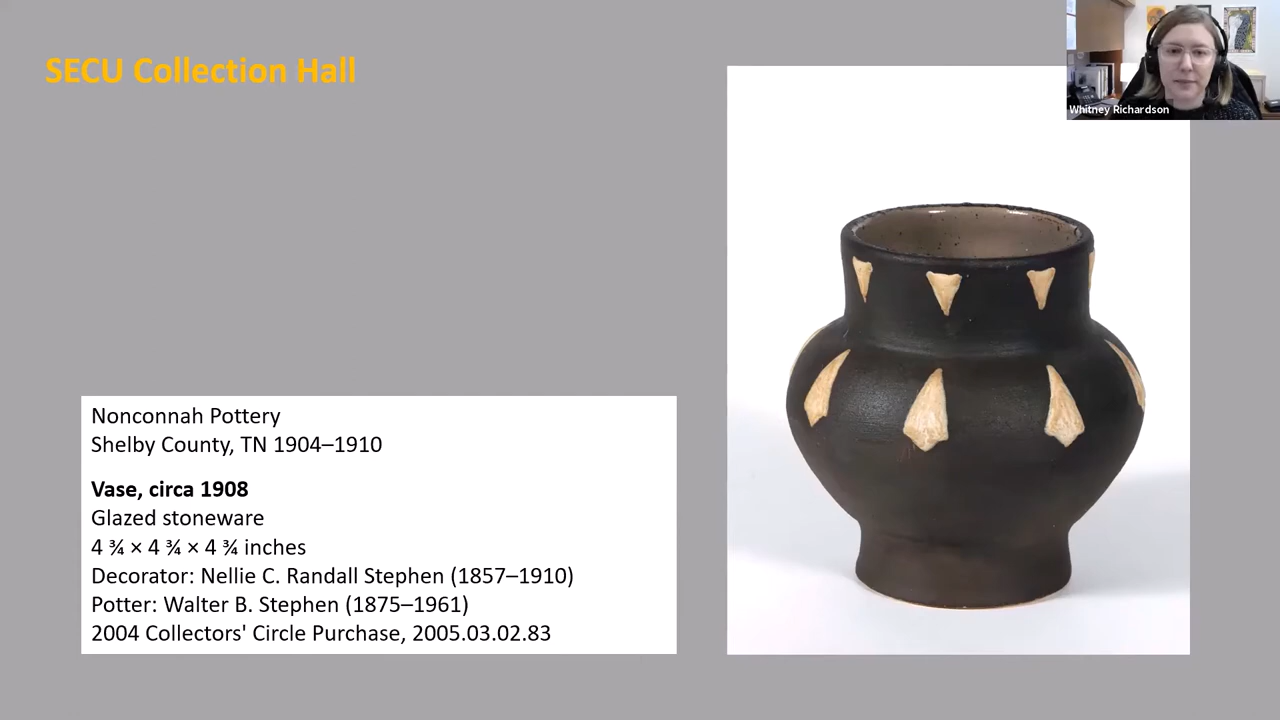 SECU Collection Hall
Whitney Richardson
Nonconnah Pottery
Shelby County, TN 1904–1910
Vase, circa 1908
Glazed stoneware
4 ¾ × 4 ¾ × 4 ¾ inches
Decorator: Nellie C. Randall Stephen (1857–1910)
Potter: Walter B. Stephen (1875–1961)
2004 Collectors' Circle Purchase, 2005.03.02.83